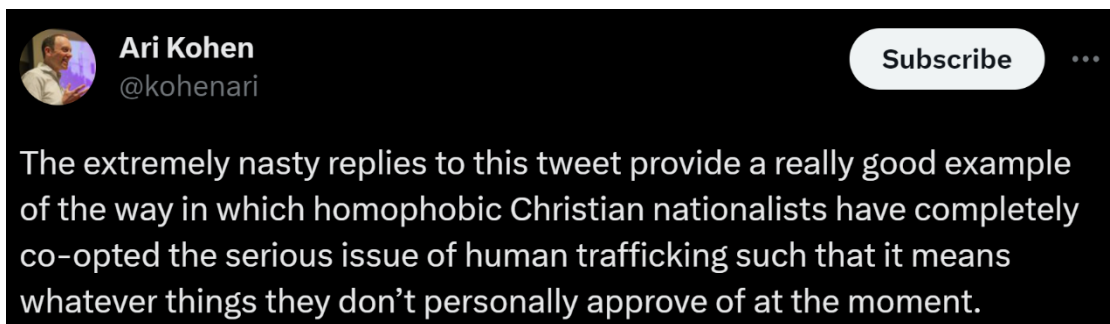 Ari Kohen
@kohenari
Subscribe
The extremely nasty replies to this tweet provide a really good example
of the way in which homophobic Christian nationalists have completely
co-opted the serious issue of human trafficking such that it means
whatever things they don’t personally approve of at the moment.